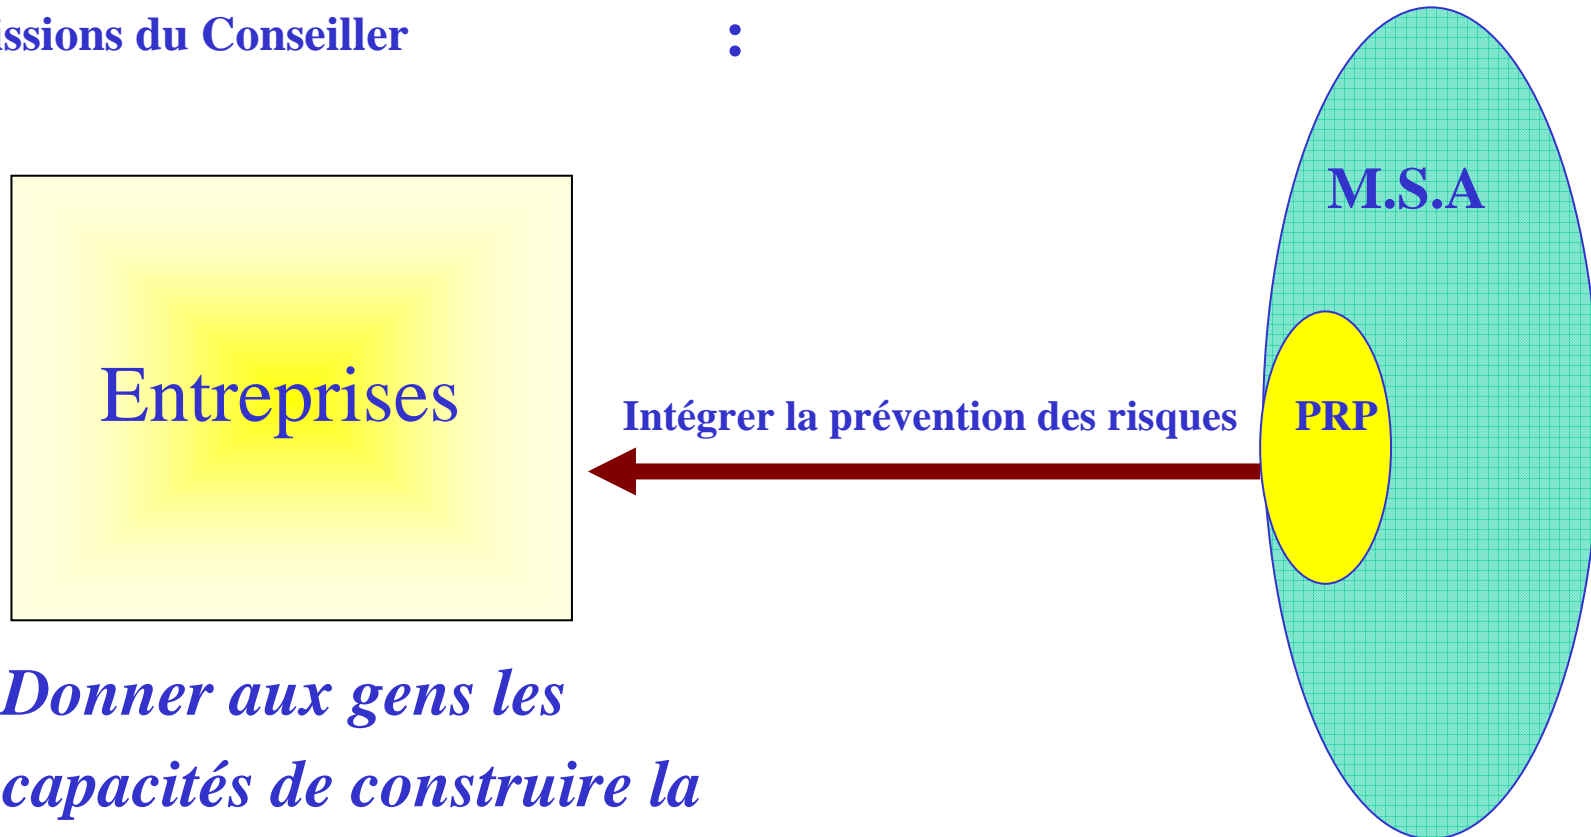 issions du Conseiller :
M.S.A
Entreprises
Intégrer la prévention des risques
PRP
Donner aux gens les
capacités de construire la